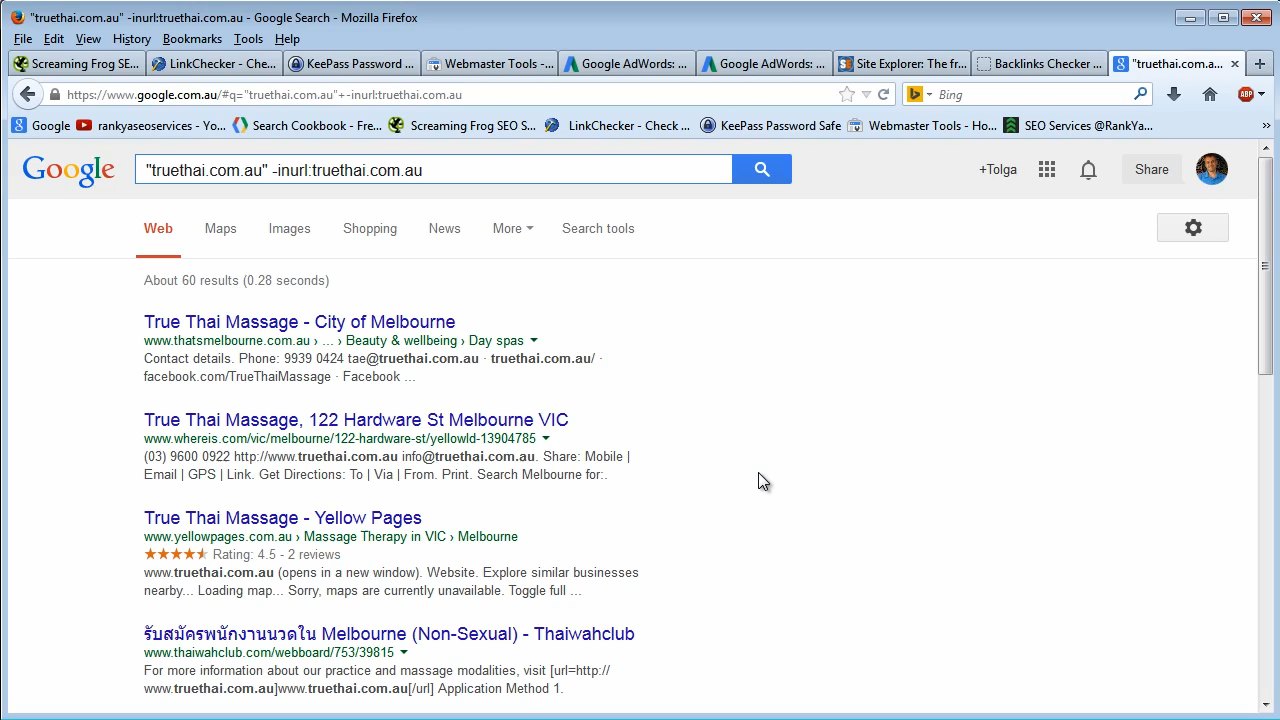 "truethai.com.au" -inurl:truethai.com.au - Google Search - Mozilla Firefox
File Edit View History Bookmarks Tools Help
Screaming Frog SE... LinkChecker - Che... KeePass Password ... Webmaster Tools -... Google AdWords: ... Google AdWords: ... Site Explorer: The fr... Backlinks Checker ... "truethai.com.a...
https://www.google.com.au/#q="truethai.com.au"+-inurl:truethai.com.au Bing ABP
Google rankyaseoservices - Yo... Search Cookbook - Fre... Screaming Frog SEO S... LinkChecker - Check ... KeePass Password Safe Webmaster Tools - Ho... SEO Services @RankYa... »
Google "truethai.com.au" -inurl:truethai.com.au +Tolga Share
Web Maps Images Shopping News More Search tools
About 60 results (0.28 seconds)
True Thai Massage - City of Melbourne
www.thatsmelbourne.com.au › ... › Beauty & wellbeing › Day spas
Contact details. Phone: 9939 0424 tae@truethai.com.au · truethai.com.au/ ·
facebook.com/TrueThaiMassage · Facebook ...
True Thai Massage, 122 Hardware St Melbourne VIC
www.whereis.com/vic/melbourne/122-hardware-st/yellowId-13904785
(03) 9600 0922 http://www.truethai.com.au info@truethai.com.au. Share: Mobile |
Email | GPS | Link. Get Directions: To | Via | From. Print. Search Melbourne for:.
True Thai Massage - Yellow Pages
www.yellowpages.com.au › Massage Therapy in VIC › Melbourne
Rating: 4.5 - 2 reviews
www.truethai.com.au (opens in a new window). Website. Explore similar businesses
nearby... Loading map... Sorry, maps are currently unavailable. Toggle full ...
รับสมัครพนักงานนวดใน Melbourne (Non-Sexual) - Thaiwahclub
www.thaiwahclub.com/webboard/753/39815
For more information about our practice and massage modalities, visit [url=http://
www.truethai.com.au]www.truethai.com.au[/url] Application Method 1.